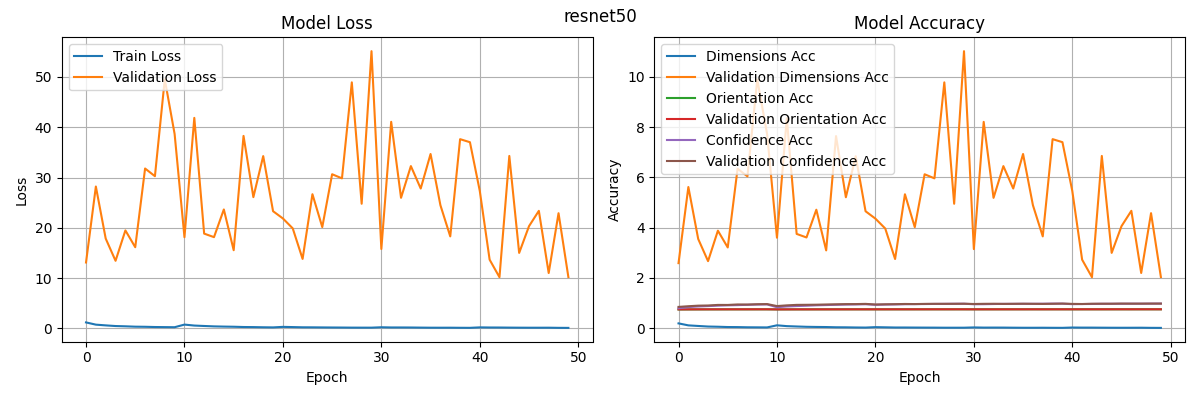 resnet50
Model Loss
Train Loss
Validation Loss
Loss
50
40
30
20
10
0
0 10 20 30 40 50
Epoch
Model Accuracy
Dimensions Acc
Validation Dimensions Acc
Orientation Acc
Validation Orientation Acc
Confidence Acc
Validation Confidence Acc
Accuracy
10
8
6
4
2
0
0 10 20 30 40 50
Epoch